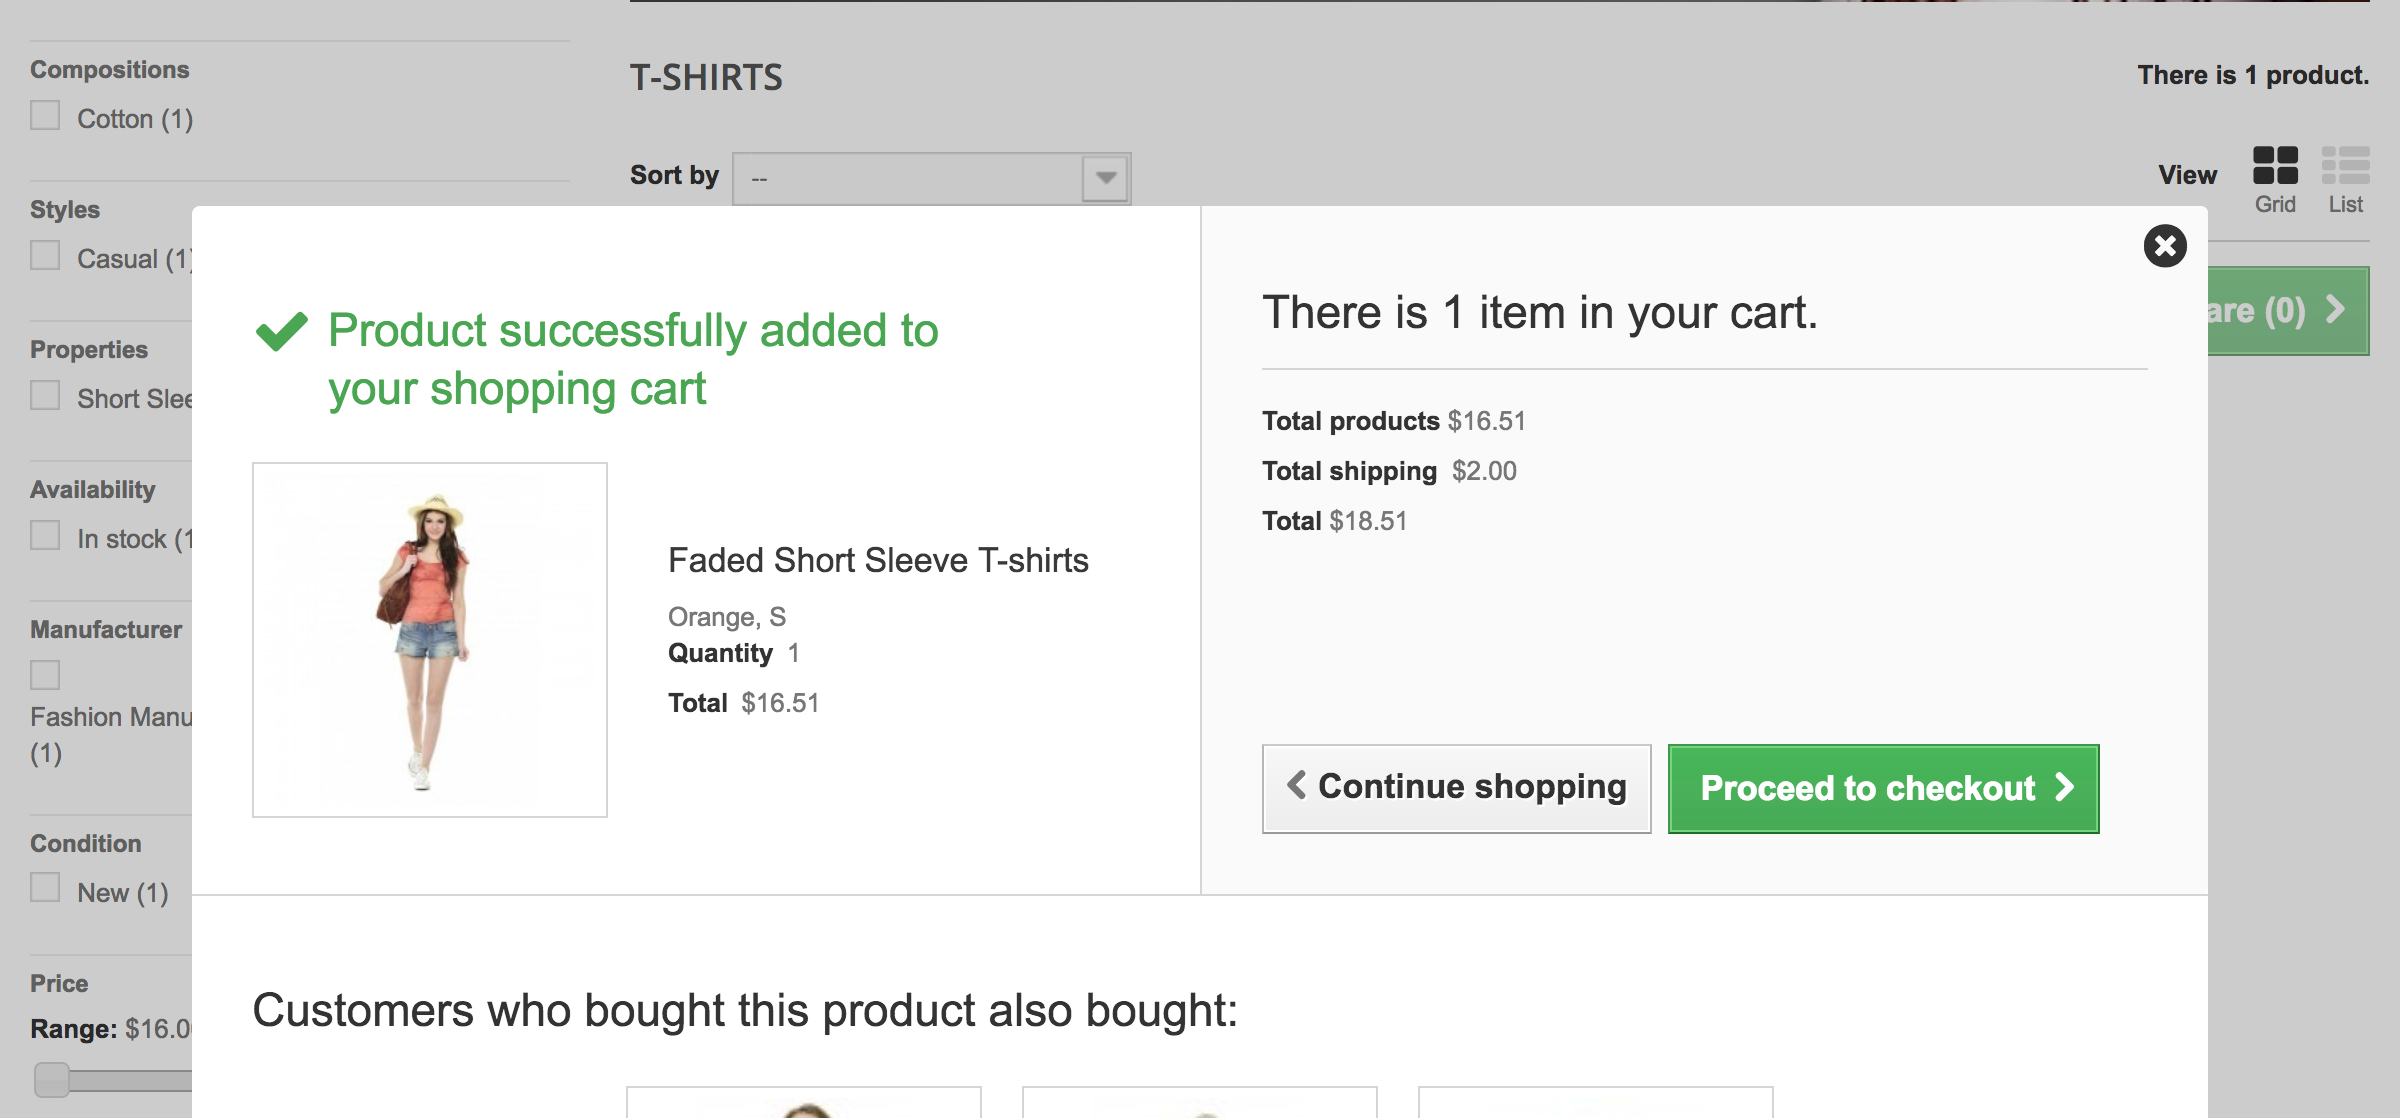 Compositions
Cotton (1)
Styles
Casual (1)
Properties
Short Slee
Availability
In stock (1
Manufacturer
Fashion Manu
(1)
Condition
New (1)
Price
Range: $16.0
T-SHIRTS
There is 1 product.
Sort by --
View
Grid
List
are (0)
Product successfully added to
your shopping cart
Faded Short Sleeve T-shirts
Orange, S
Quantity 1
Total $16.51
There is 1 item in your cart.
Total products $16.51
Total shipping $2.00
Total $18.51
Continue shopping
Proceed to checkout
Customers who bought this product also bought: